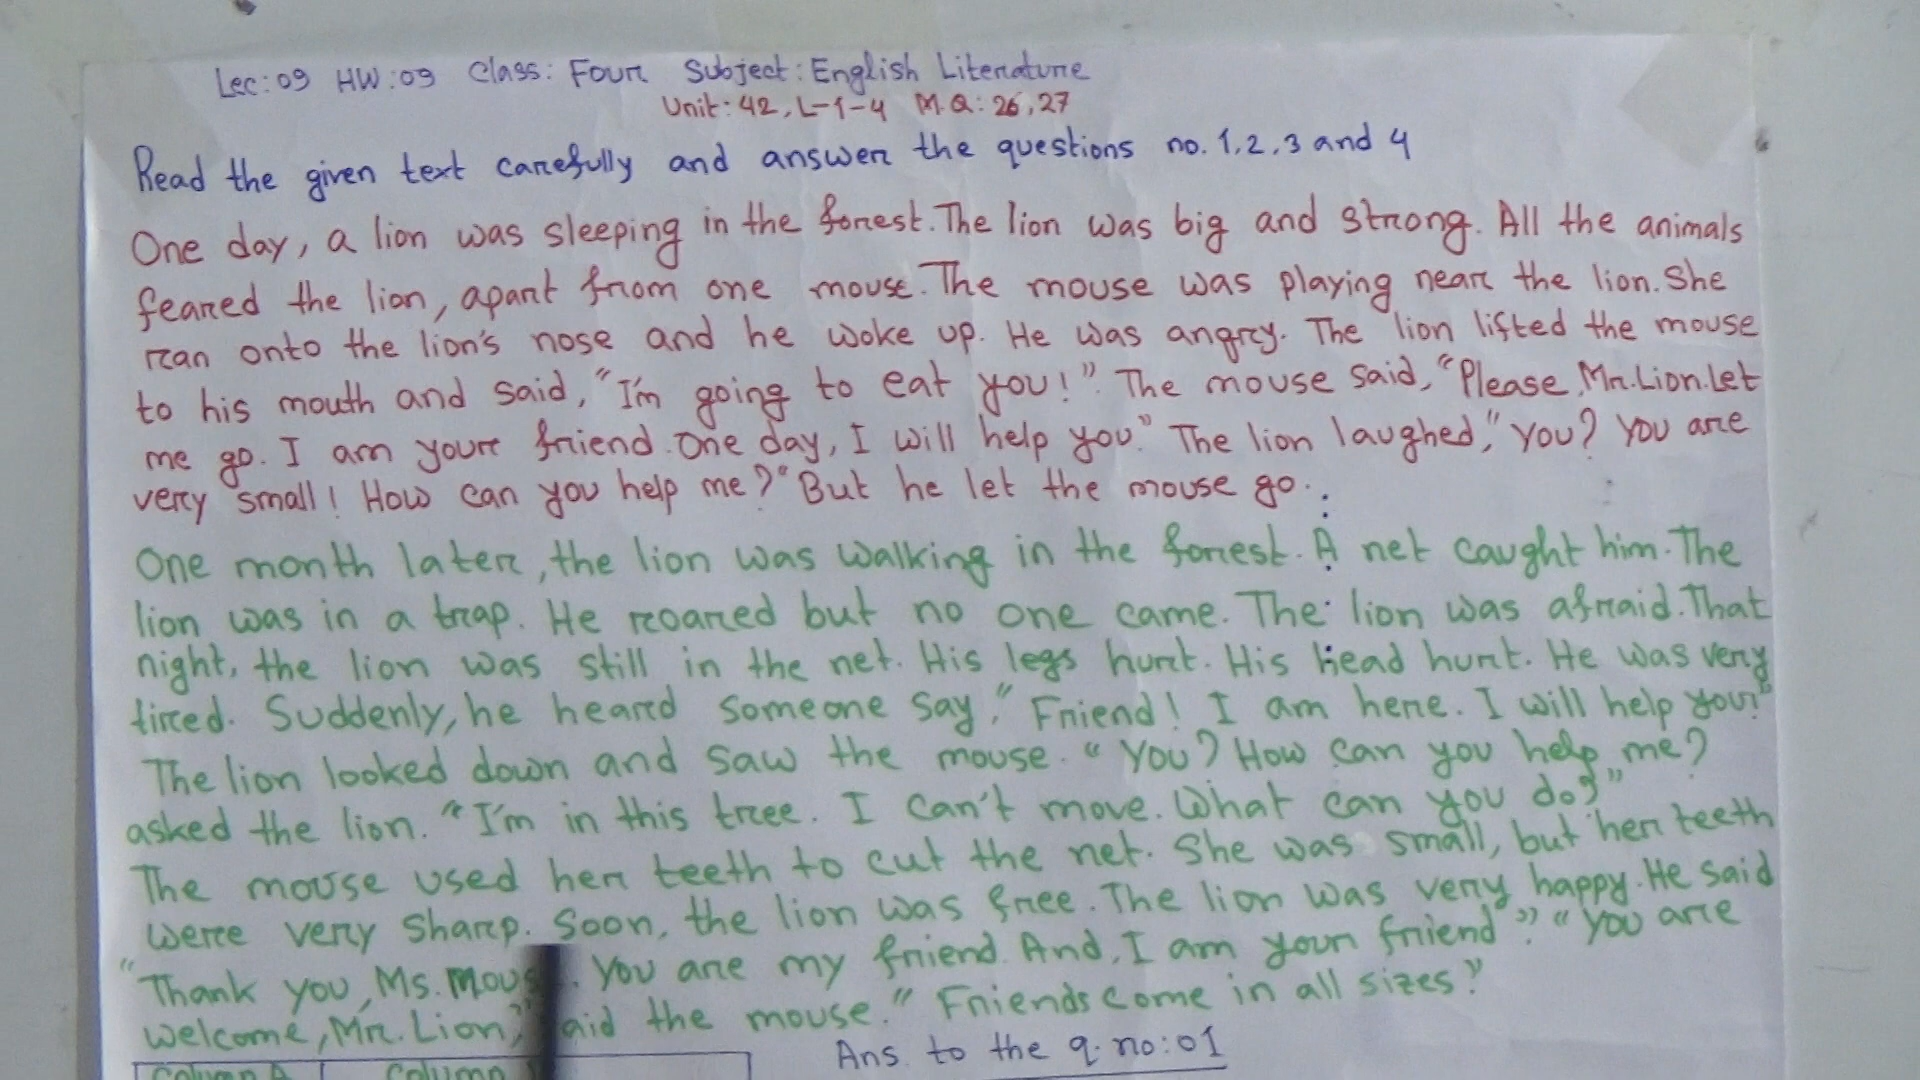 Lec: 09 HW: 09 Class: Four Subject: English Literature
Unit: 42, L-1-4 M.Q: 26,27
Read the given text carefully and answer the questions no. 1,2,3 and 4
One day, a lion was sleeping in the forest. The lion was big and strong. All the animals
feared the lion, apart from one mouse. The mouse was playing near the lion. She
ran onto the lion's nose and he woke up. He was angry. The lion lifted the mouse
to his mouth and said, "I'm going to eat you!". The mouse said, "Please, Mr. Lion. Let
me go. I am your friend. One day, I will help you." The lion laughed, "You? You are
very small! How can you help me?" But he let the mouse go.
One month later, the lion was walking in the forest. A net caught him. The
lion was in a trap. He roared but no one came. The lion was afraid. That
night, the lion was still in the net. His legs hurt. His head hurt. He was very
tired. Suddenly, he heard someone say, "Friend! I am here. I will help you!"
The lion looked down and saw the mouse. "You? How can you help me?
asked the lion. "I'm in this tree. I can't move. What can you do?"
The mouse used her teeth to cut the net. She was small, but her teeth
were very sharp. Soon, the lion was free. The lion was very happy. He said
"Thank you, Ms. Mous. You are my friend. And, I am your friend". "You are
welcome, Mr. Lion," aid the mouse." Friends come in all sizes."
Ans. to the q. no: 01
Column A Column